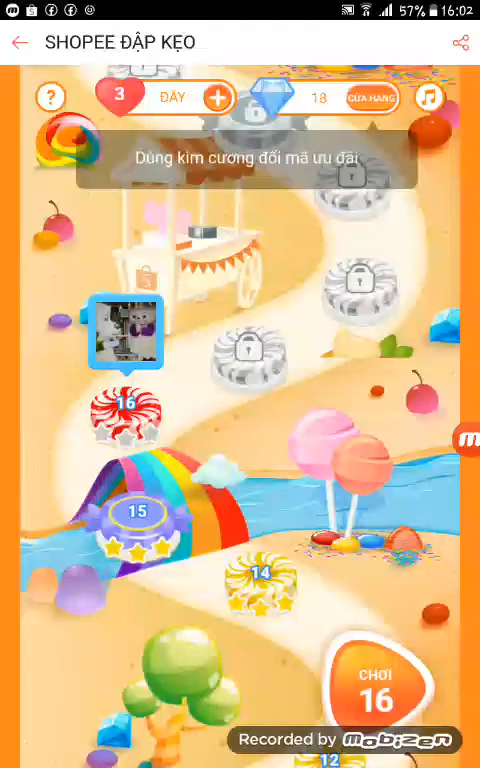 57% 16:02
SHOPEE ĐẬP KẸO
?
3 ĐẦY + 18 CỬA HÀNG
Dùng kim cương đổi mã ưu đãi
16
15
14
CHƠI
16
Recorded by mobizen
12